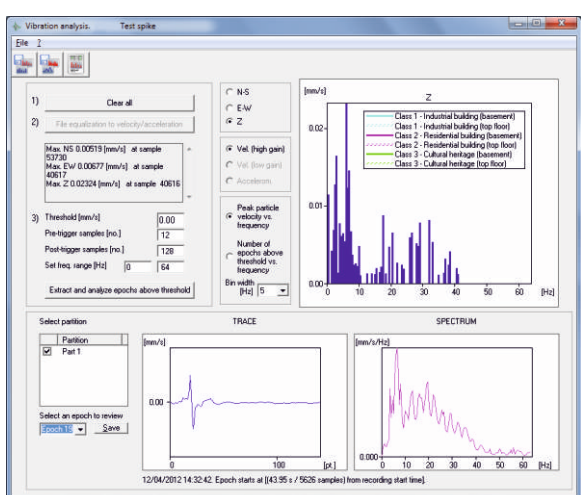 Vibration analysis. Test spike
File ?
1) Clear all
2) File equalization to velocity/acceleration
Max. NS 0.00519 [mm/s] at sample
53730
Max. EW 0.00677 [mm/s] at sample
40617
Max. Z 0.02324 [mm/s] at sample 40616
3) Threshold [mm/s] 0.00
Pre-trigger samples [no.] 12
Post-trigger samples [no.] 128
Set freq. range [Hz] 0 64
Extract and analyze epochs above threshold
N-S
E-W
Z
Vel. (high gain)
Vel. (low gain)
Accelerom.
Peak particle
velocity vs.
frequency
Number of
epochs above
threshold vs.
frequency
Bin width
[Hz] 5
[mm/s]
Z
Class 1 - Industrial building (basement)
Class 1 - Industrial building (top floor)
Class 2 - Residential building (basement)
Class 2 - Residential building (top floor)
Class 3 - Cultural heritage (basement)
Class 3 - Cultural heritage (top floor)
0.02
0.01
0.00
0 10 20 30 40 50 60 [Hz]
Select partition
Partition
Part 1
Select an epoch to review
Epoch 15 Save
TRACE
[mm/s]
0.00
0 100 [pt.]
SPECTRUM
[mm/s/Hz]
0.000
0 10 20 30 40 50 60 [Hz]
12/04/2012 14:32:42. Epoch starts at [(43.95 s / 5626 samples) from recording start time].